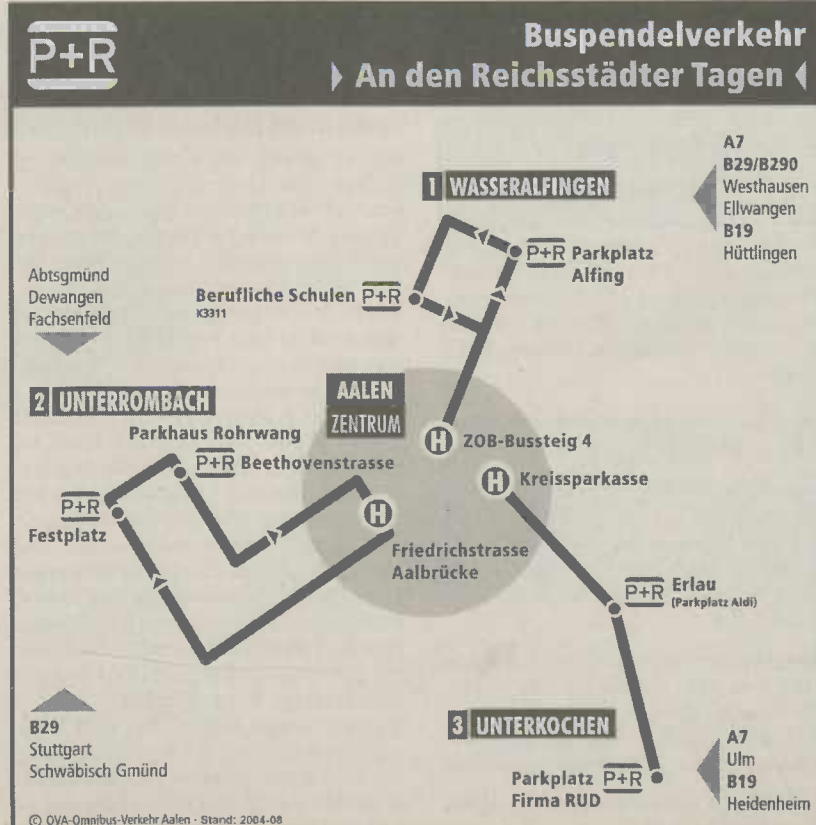 P+R
Buspendelverkehr
An den Reichsstädter Tagen
A7
B29/B290
Westhausen
Ellwangen
B19
Hüttlingen
1 WASSERALFINGEN
P+R Parkplatz
Alfing
Berufliche Schulen P+R
K3311
Abtsgmünd
Dewangen
Fachsenfeld
2 UNTERROMBACH
AALEN
ZENTRUM
Parkhaus Rohrwang
P+R Beethovenstrasse
H ZOB-Bussteig 4
H Kreissparkasse
P+R
Festplatz
H
Friedrichstrasse
Aalbrücke
P+R Erlau
(Parkplatz Aldi)
B29
Stuttgart
Schwäbisch Gmünd
3 UNTERKOCHEN
Parkplatz P+R
Firma RUD
A7
Ulm
B19
Heidenheim
© OVA-Omnibus-Verkehr Aalen · Stand: 2004-08